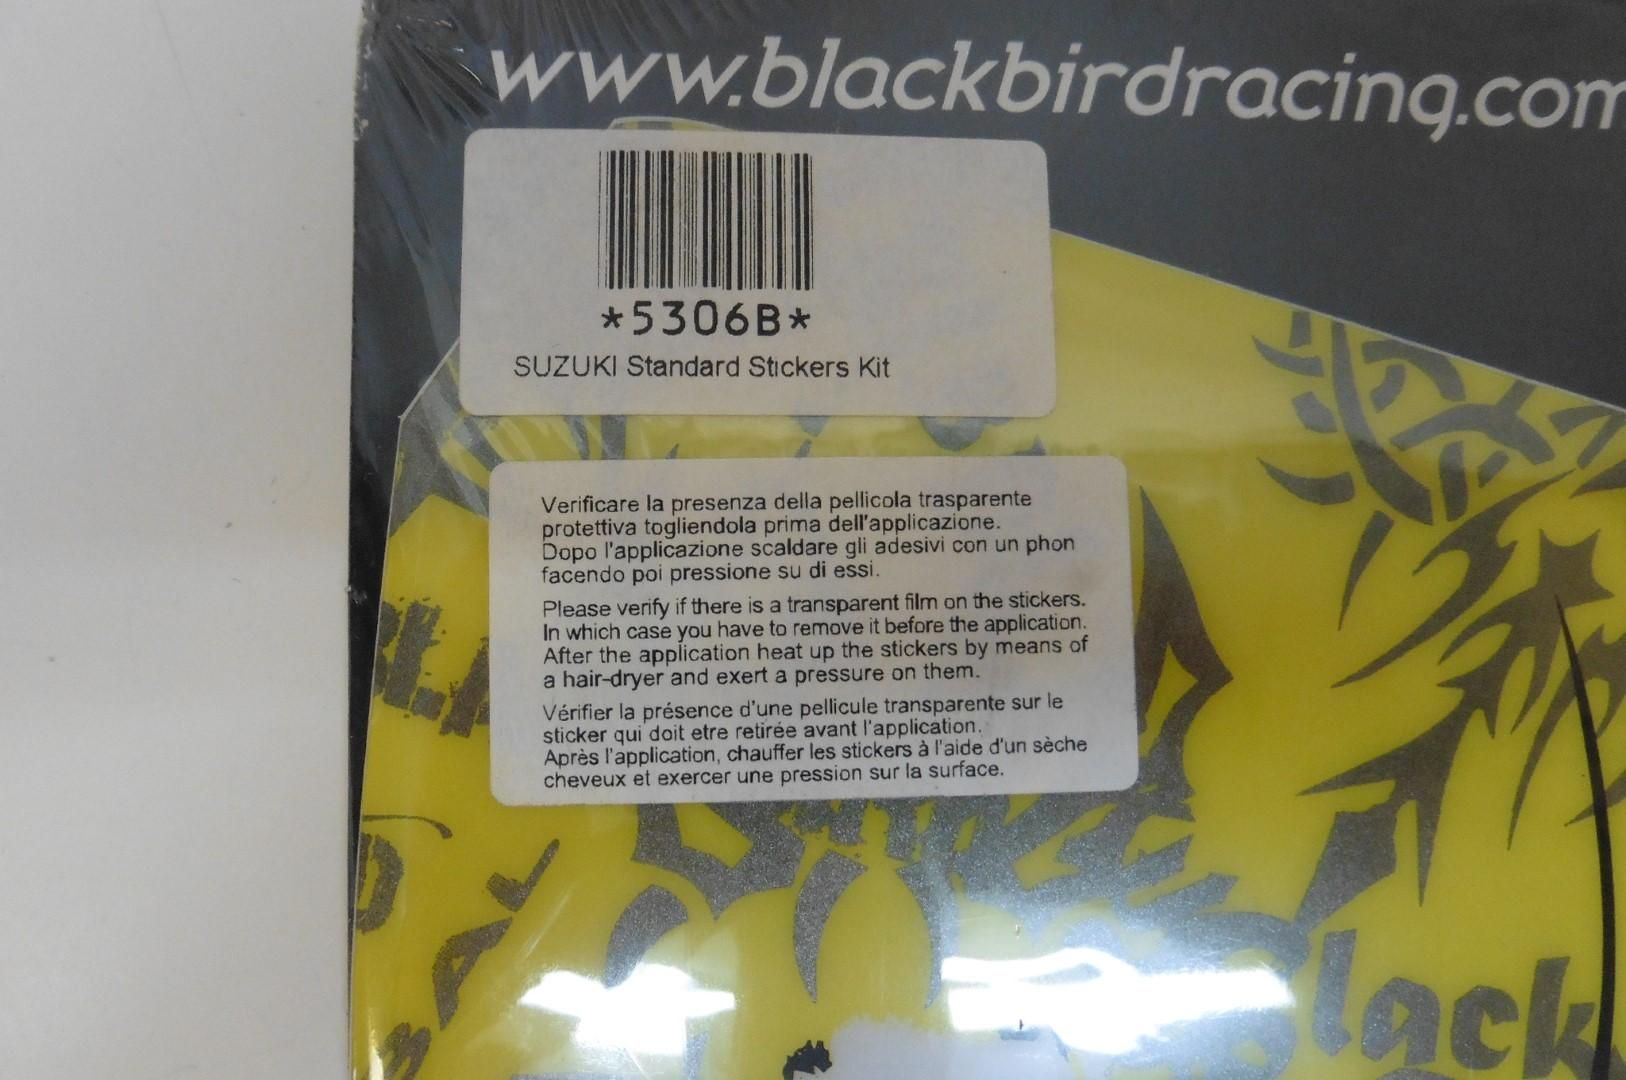 www.blackbirdracing.com
*5306B*
SUZUKI Standard Stickers Kit
Verificare la presenza della pellicola trasparente
protettiva togliendola prima dell'applicazione.
Dopo l'applicazione scaldare gli adesivi con un phon
facendo poi pressione su di essi.
Please verify if there is a transparent film on the stickers.
In which case you have to remove it before the application.
After the application heat up the stickers by means of
a hair-dryer and exert a pressure on them.
Vérifier la présence d'une pellicule transparente sur le
sticker qui doit etre retirée avant l'application.
Après l'application, chauffer les stickers à l'aide d'un sèche
cheveux et exercer une pression sur la surface.
Black